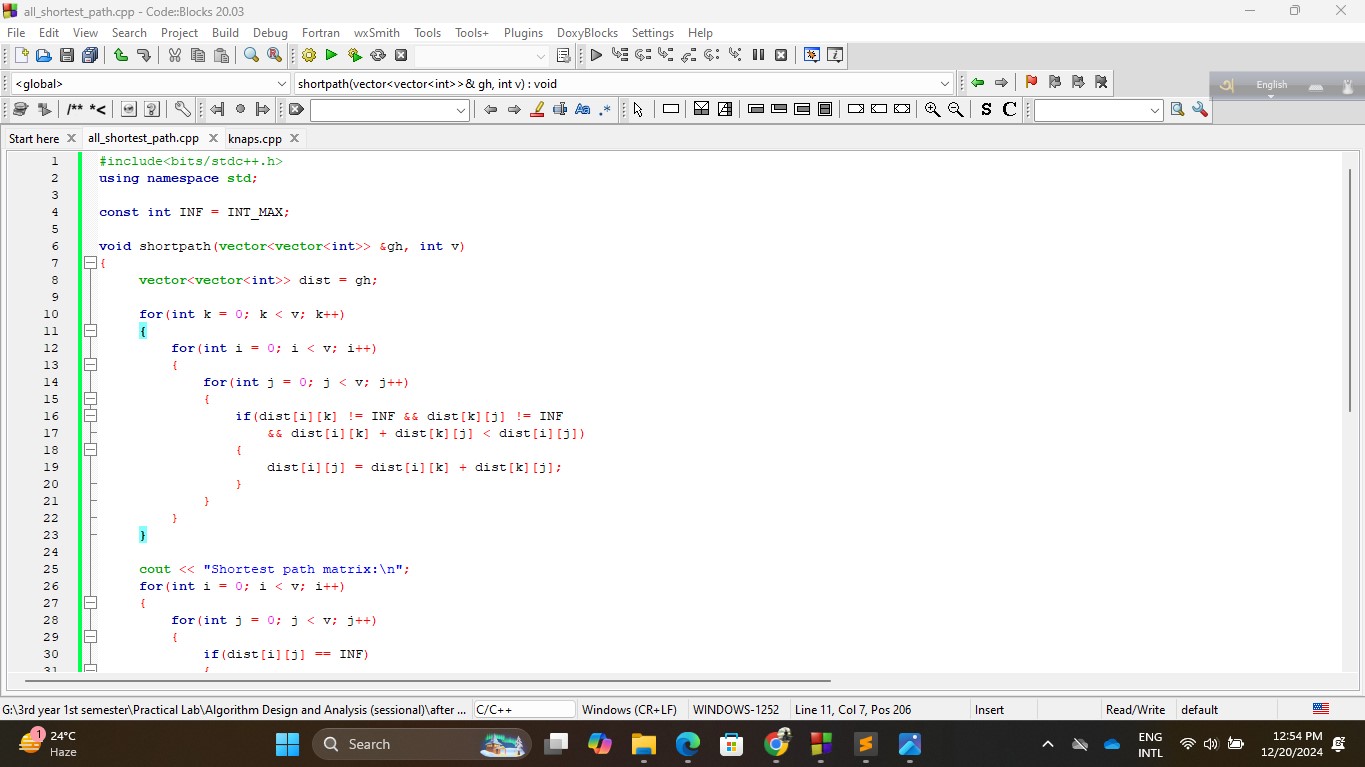 all_shortest_path.cpp - Code::Blocks 20.03
File Edit View Search Project Build Debug Fortran wxSmith Tools Tools+ Plugins DoxyBlocks Settings Help
<global> shortpath(vector<vector<int>>& gh, int v) : void
English
/** *< Aa .* S C
Start here all_shortest_path.cpp knaps.cpp
1 #include<bits/stdc++.h>
2 using namespace std;
3
4 const int INF = INT_MAX;
5
6 void shortpath(vector<vector<int>> &gh, int v)
7 {
8 vector<vector<int>> dist = gh;
9
10 for(int k = 0; k < v; k++)
11 {
12 for(int i = 0; i < v; i++)
13 {
14 for(int j = 0; j < v; j++)
15 {
16 if(dist[i][k] != INF && dist[k][j] != INF
17 && dist[i][k] + dist[k][j] < dist[i][j])
18 {
19 dist[i][j] = dist[i][k] + dist[k][j];
20 }
21 }
22 }
23 }
24
25 cout << "Shortest path matrix:\n";
26 for(int i = 0; i < v; i++)
27 {
28 for(int j = 0; j < v; j++)
29 {
30 if(dist[i][j] == INF)
31 {
G:\3rd year 1st semester\Practical Lab\Algorithm Design and Analysis (sessional)\after ... C/C++ Windows (CR+LF) WINDOWS-1252 Line 11, Col 7, Pos 206 Insert Read/Write default
1 24°C
Haze
Search
ENG
INTL
12:54 PM
12/20/2024